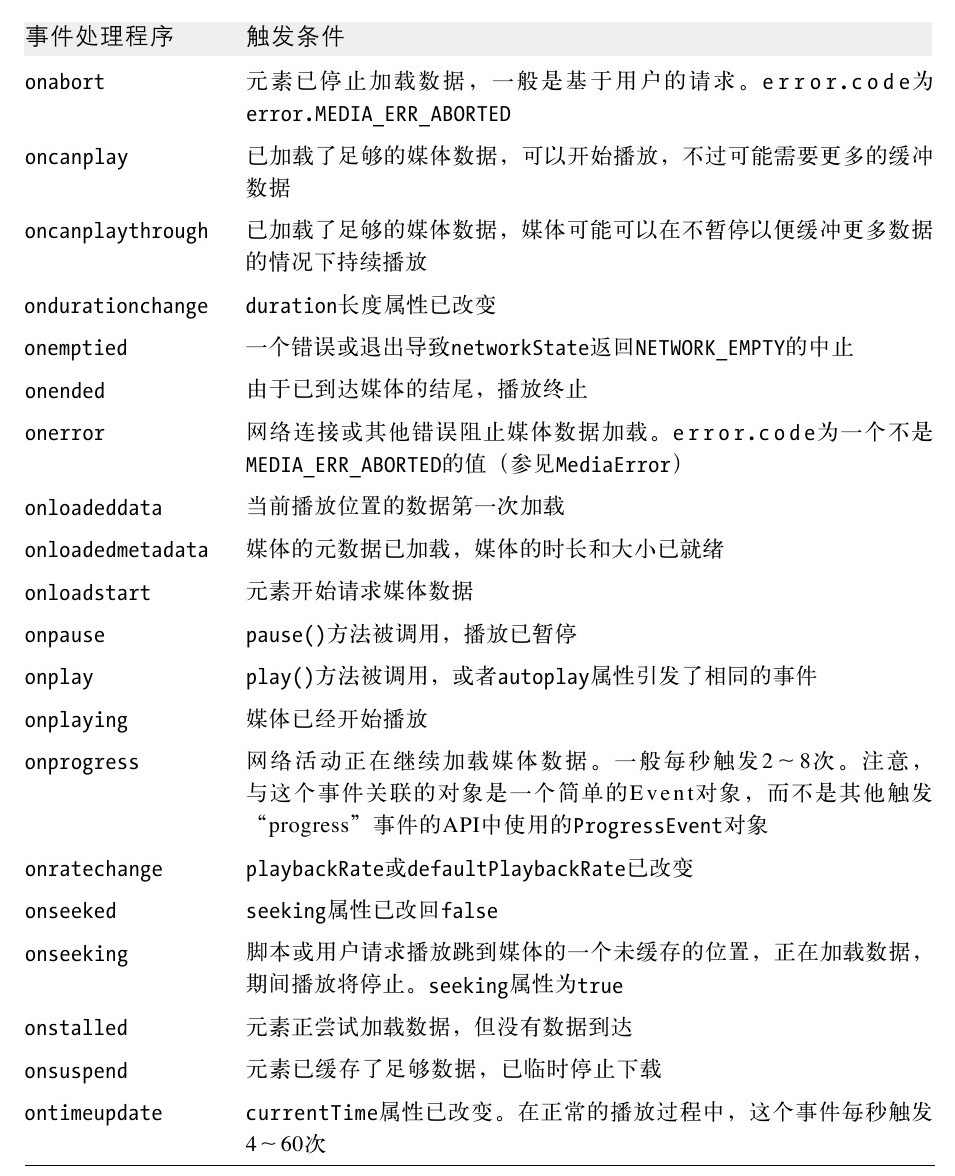 事件处理程序 触发条件
onabort 元素已停止加载数据，一般是基于用户的请求。error.code为
error.MEDIA_ERR_ABORTED
oncanplay 已加载了足够的媒体数据，可以开始播放，不过可能需要更多的缓冲
数据
oncanplaythrough 已加载了足够的媒体数据，媒体可能可以在不暂停以便缓冲更多数据
的情况下持续播放
ondurationchange duration长度属性已改变
onemptied 一个错误或退出导致networkState返回NETWORK_EMPTY的中止
onended 由于已到达媒体的结尾，播放终止
onerror 网络连接或其他错误阻止媒体数据加载。error.code为一个不是
MEDIA_ERR_ABORTED的值（参见MediaError）
onloadeddata 当前播放位置的数据第一次加载
onloadedmetadata 媒体的元数据已加载，媒体的时长和大小已就绪
onloadstart 元素开始请求媒体数据
onpause pause()方法被调用，播放已暂停
onplay play()方法被调用，或者autoplay属性引发了相同的事件
onplaying 媒体已经开始播放
onprogress 网络活动正在继续加载媒体数据。一般每秒触发2～8次。注意，
与这个事件关联的对象是一个简单的Event对象，而不是其他触发
“progress”事件的API中使用的ProgressEvent对象
onratechange playbackRate或defaultPlaybackRate已改变
onseeked seeking属性已改回false
onseeking 脚本或用户请求播放跳到媒体的一个未缓存的位置，正在加载数据，
期间播放将停止。seeking属性为true
onstalled 元素正尝试加载数据，但没有数据到达
onsuspend 元素已缓存了足够数据，已临时停止下载
ontimeupdate currentTime属性已改变。在正常的播放过程中，这个事件每秒触发
4～60次